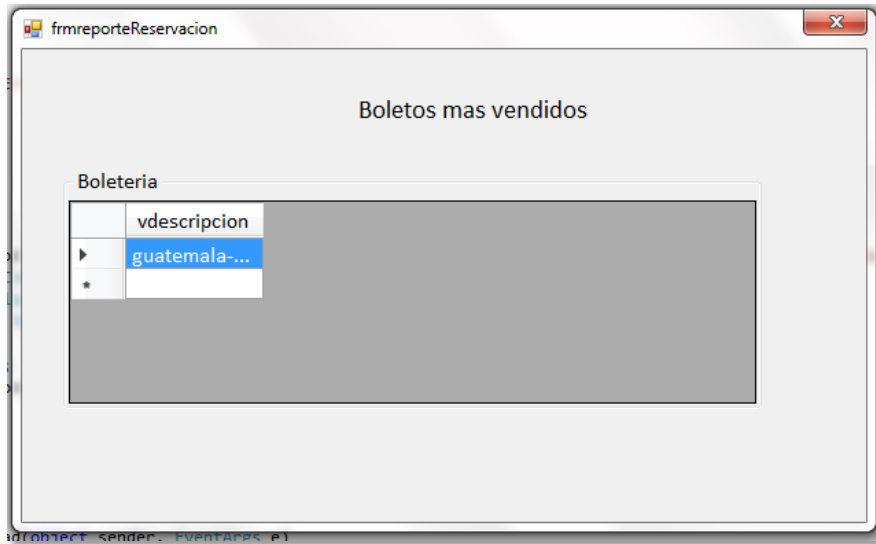 frmreporteReservacion
Boletos mas vendidos
Boleteria
vdescripcion
guatemala-...
ad(object sender, EventArgs e)